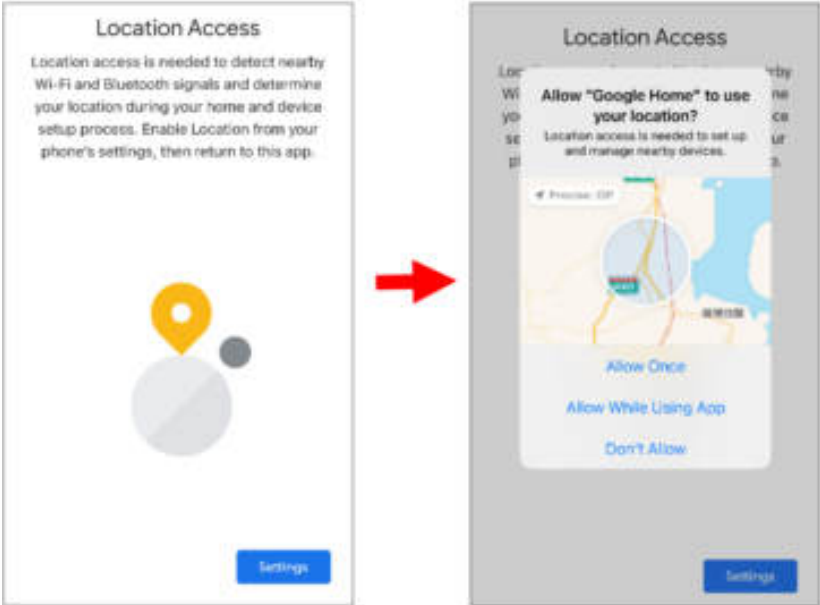 Location Access
Location access is needed to detect nearby
Wi-Fi and Bluetooth signals and determine
your location during your home and device
setup process. Enable Location from your
phone's settings, then return to this app.
Settings
Location Access
Allow "Google Home" to use
your location?
Location access is needed to set up
and manage nearby devices.
Precise: Off
Allow Once
Allow While Using App
Don't Allow
Settings